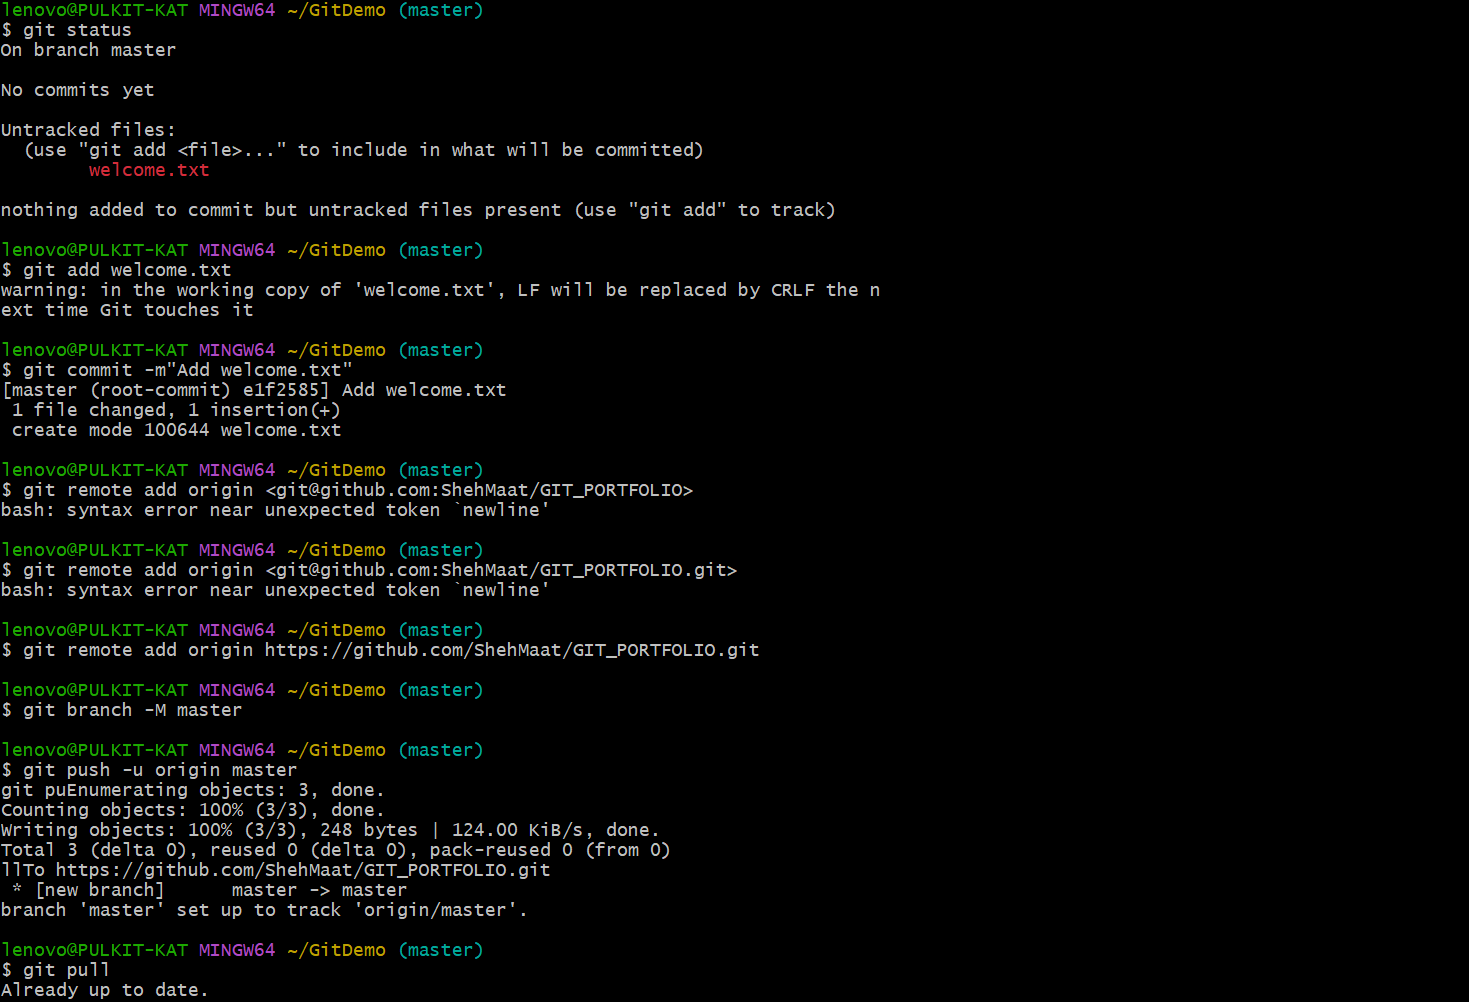 lenovo@PULKIT-KAT MINGW64 ~/GitDemo (master)
$ git status
On branch master

No commits yet

Untracked files:
  (use "git add <file>..." to include in what will be committed)
        welcome.txt

nothing added to commit but untracked files present (use "git add" to track)

lenovo@PULKIT-KAT MINGW64 ~/GitDemo (master)
$ git add welcome.txt
warning: in the working copy of 'welcome.txt', LF will be replaced by CRLF the n
ext time Git touches it

lenovo@PULKIT-KAT MINGW64 ~/GitDemo (master)
$ git commit -m"Add welcome.txt"
[master (root-commit) e1f2585] Add welcome.txt
 1 file changed, 1 insertion(+)
 create mode 100644 welcome.txt

lenovo@PULKIT-KAT MINGW64 ~/GitDemo (master)
$ git remote add origin <git@github.com:ShehMaat/GIT_PORTFOLIO>
bash: syntax error near unexpected token `newline'

lenovo@PULKIT-KAT MINGW64 ~/GitDemo (master)
$ git remote add origin <git@github.com:ShehMaat/GIT_PORTFOLIO.git>
bash: syntax error near unexpected token `newline'

lenovo@PULKIT-KAT MINGW64 ~/GitDemo (master)
$ git remote add origin https://github.com/ShehMaat/GIT_PORTFOLIO.git

lenovo@PULKIT-KAT MINGW64 ~/GitDemo (master)
$ git branch -M master

lenovo@PULKIT-KAT MINGW64 ~/GitDemo (master)
$ git push -u origin master
git puEnumerating objects: 3, done.
Counting objects: 100% (3/3), done.
Writing objects: 100% (3/3), 248 bytes | 124.00 KiB/s, done.
Total 3 (delta 0), reused 0 (delta 0), pack-reused 0 (from 0)
llTo https://github.com/ShehMaat/GIT_PORTFOLIO.git
 * [new branch]      master -> master
branch 'master' set up to track 'origin/master'.

lenovo@PULKIT-KAT MINGW64 ~/GitDemo (master)
$ git pull
Already up to date.